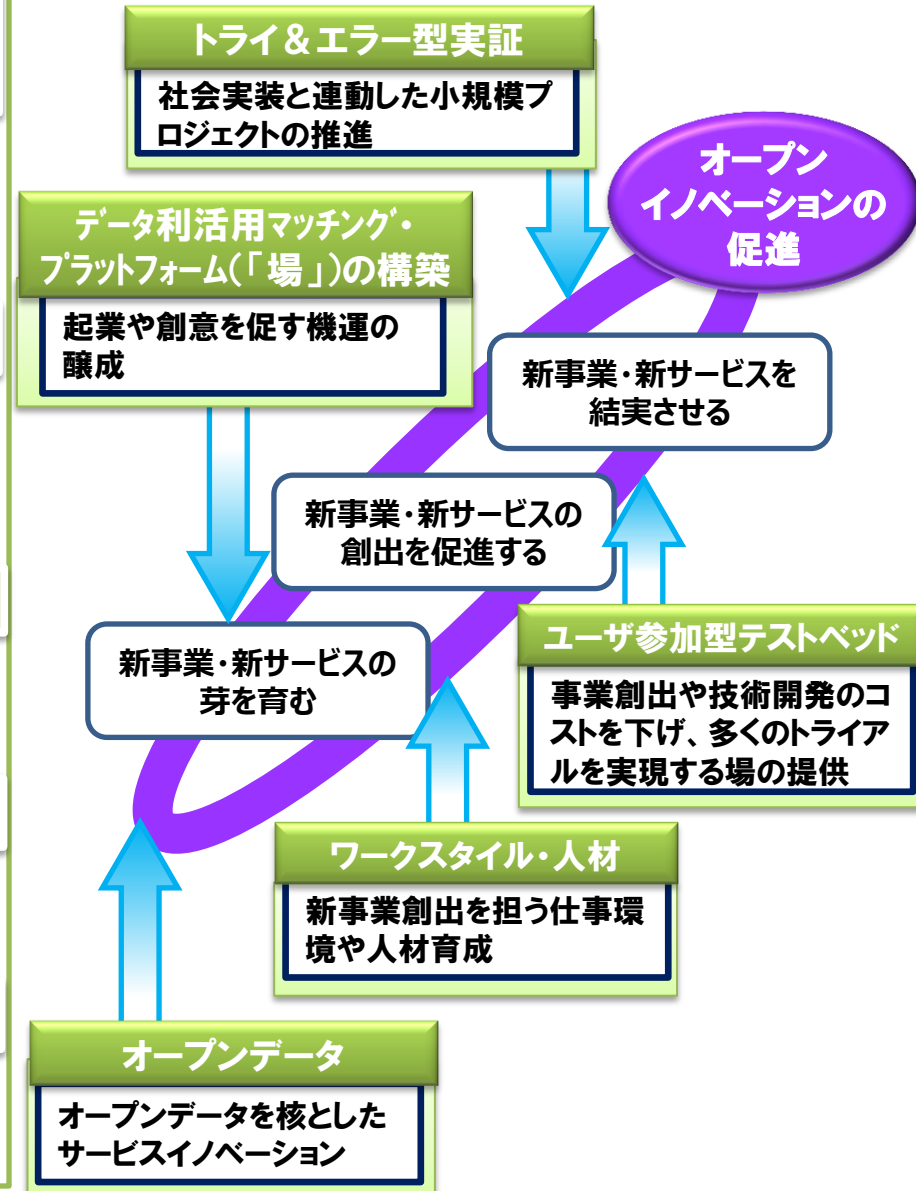 トライ&エラー型実証
社会実装と連動した小規模プ
ロジェクトの推進
オープン
イノベーションの
促進
データ利活用マッチング・
プラットフォーム(「場」)の構築
起業や創意を促す機運の
醸成
新事業・新サービスを
結実させる
新事業・新サービスの
創出を促進する
新事業・新サービスの
芽を育む
ユーザ参加型テストベッド
事業創出や技術開発のコ
ストを下げ、多くのトライア
ルを実現する場の提供
ワークスタイル・人材
新事業創出を担う仕事環
境や人材育成
オープンデータ
オープンデータを核とした
サービスイノベーション